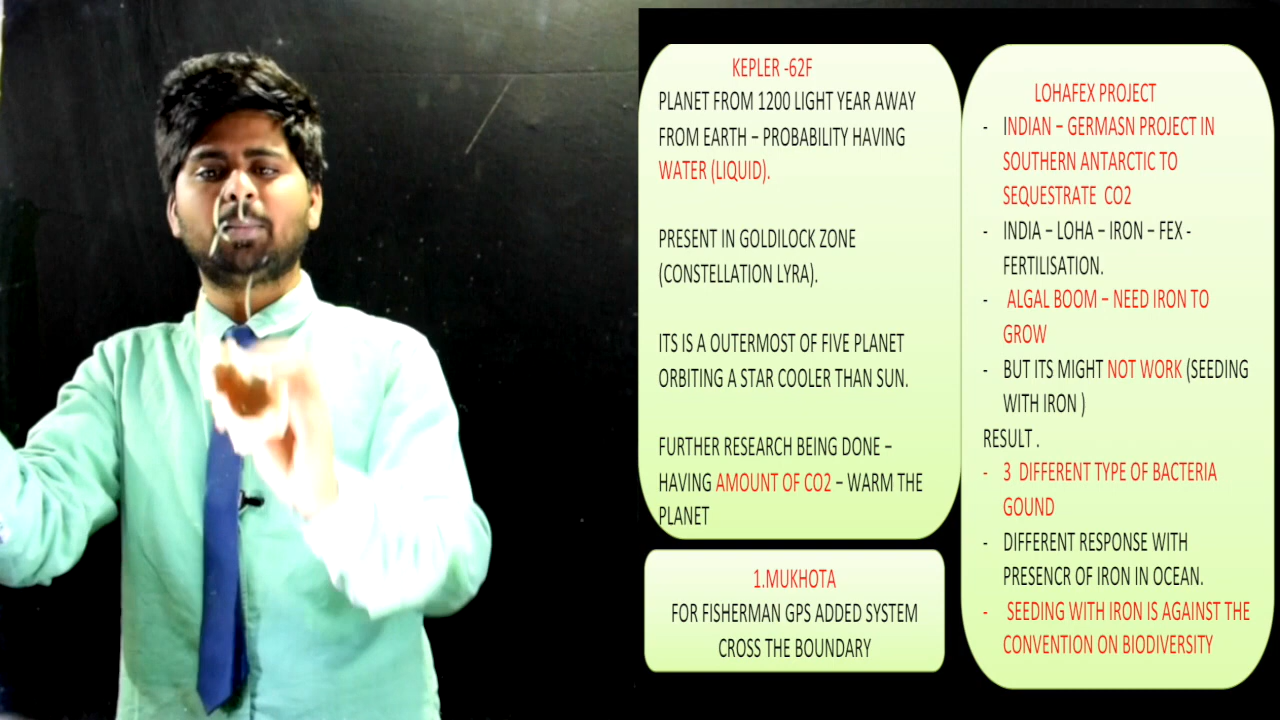 KEPLER -62F
PLANET FROM 1200 LIGHT YEAR AWAY
FROM EARTH – PROBABILITY HAVING
WATER (LIQUID).
PRESENT IN GOLDILOCK ZONE
(CONSTELLATION LYRA).
ITS IS A OUTERMOST OF FIVE PLANET
ORBITING A STAR COOLER THAN SUN.
FURTHER RESEARCH BEING DONE –
HAVING AMOUNT OF CO2 – WARM THE
PLANET
1.MUKHOTA
FOR FISHERMAN GPS ADDED SYSTEM
CROSS THE BOUNDARY
LOHAFEX PROJECT
- INDIAN – GERMASN PROJECT IN
SOUTHERN ANTARCTIC TO
SEQUESTRATE CO2
- INDIA – LOHA – IRON – FEX -
FERTILISATION.
- ALGAL BOOM – NEED IRON TO
GROW
- BUT ITS MIGHT NOT WORK (SEEDING
WITH IRON )
RESULT .
- 3 DIFFERENT TYPE OF BACTERIA
GOUND
- DIFFERENT RESPONSE WITH
PRESENCR OF IRON IN OCEAN.
- SEEDING WITH IRON IS AGAINST THE
CONVENTION ON BIODIVERSITY